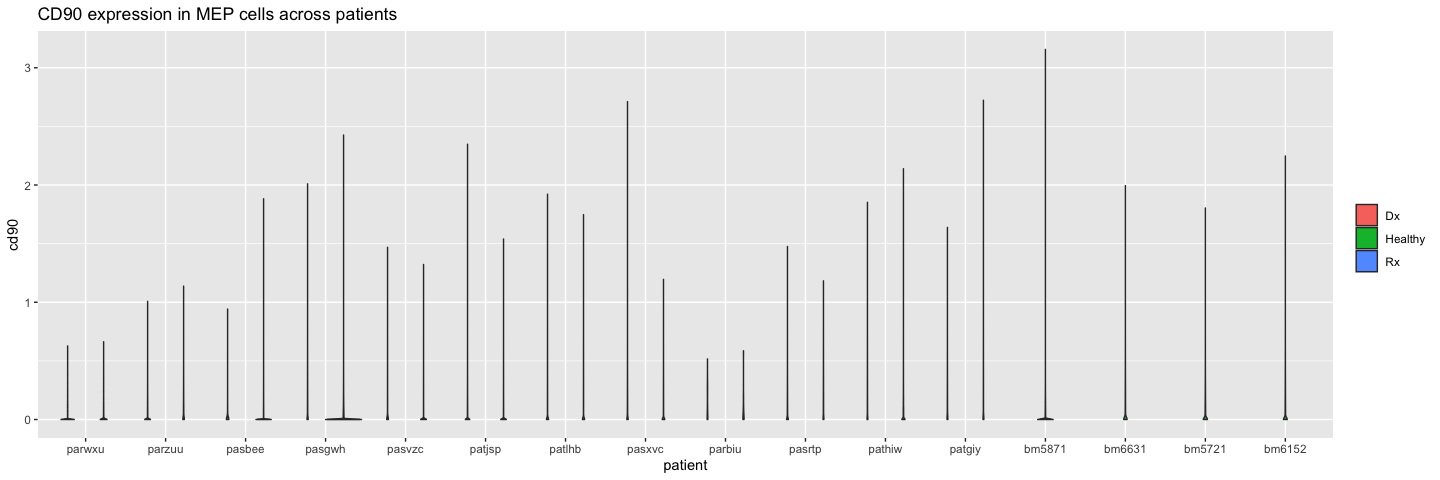 CD90 expression in MEP cells across patients
3
2
1
0
cd90
parwxu parzuu pasbee pasgwh pasvzc patjsp patlhb pasxvc parbiu pasrtp pathiw patgiy bm5871 bm6631 bm5721 bm6152
patient
Dx
Healthy
Rx